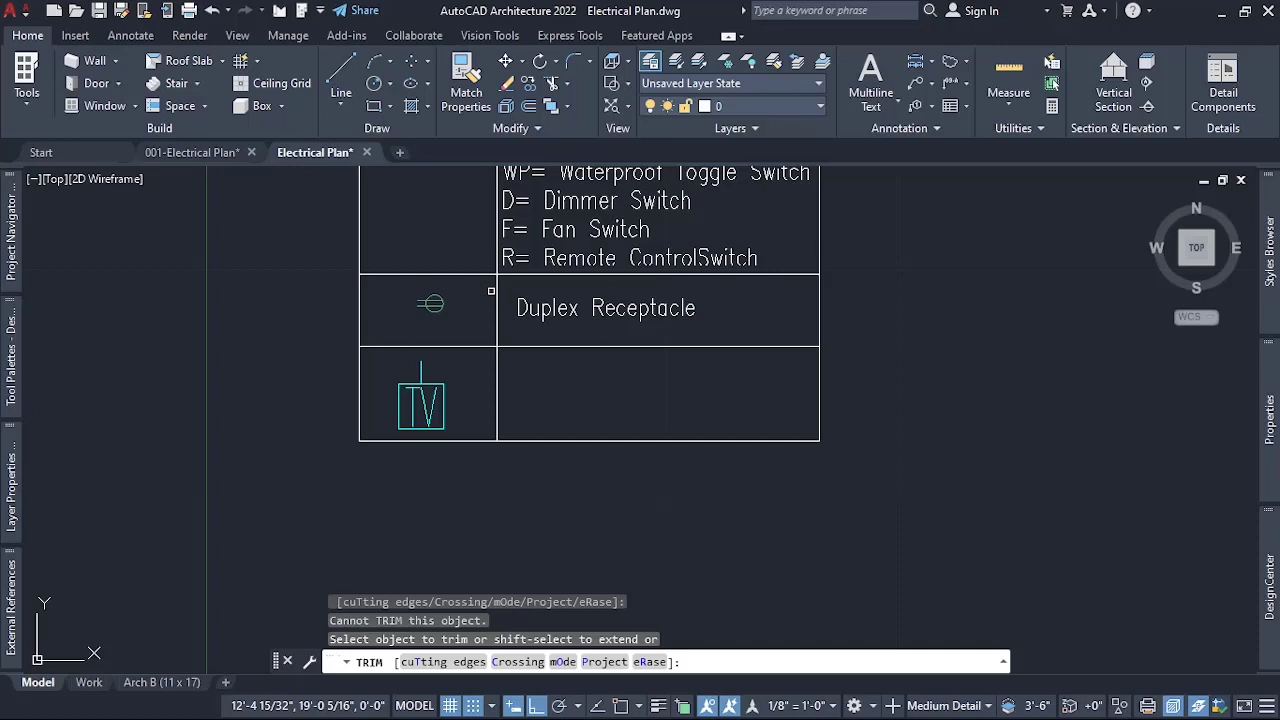 Share
AutoCAD Architecture 2022 Electrical Plan.dwg
Type a keyword or phrase
Sign In
Home Insert Annotate Render View Manage Add-ins Collaborate Vision Tools Express Tools Featured Apps
Tools
Wall
Door
Window
Roof Slab
Stair
Space
Ceiling Grid
Box
Build
Line
Draw
Match
Properties
Modify
View
Unsaved Layer State
0
Layers
Multiline
Text
Annotation
Measure
Utilities
Vertical
Section
Section & Elevation
Detail
Components
Details
Start 001-Electrical Plan* Electrical Plan*
[−][Top][2D Wireframe]
WP= Waterproof Toggle Switch
D= Dimmer Switch
F= Fan Switch
R= Remote ControlSwitch
Duplex Receptacle
TV
N
W TOP E
S
WCS
Project Navigator ...
Tool Palettes - Des...
Layer Properties ...
External References
Styles Browser
Properties
DesignCenter
Y
X
[cuTting edges/Crossing/mOde/Project/eRase]:
Cannot TRIM this object.
Select object to trim or shift-select to extend or
TRIM [cuTting edges Crossing mOde Project eRase]:
Model Work Arch B (11 x 17)
12'-4 15/32", 19'-0 5/16", 0'-0" MODEL 1/8" = 1'-0" Medium Detail 3'-6" +0"